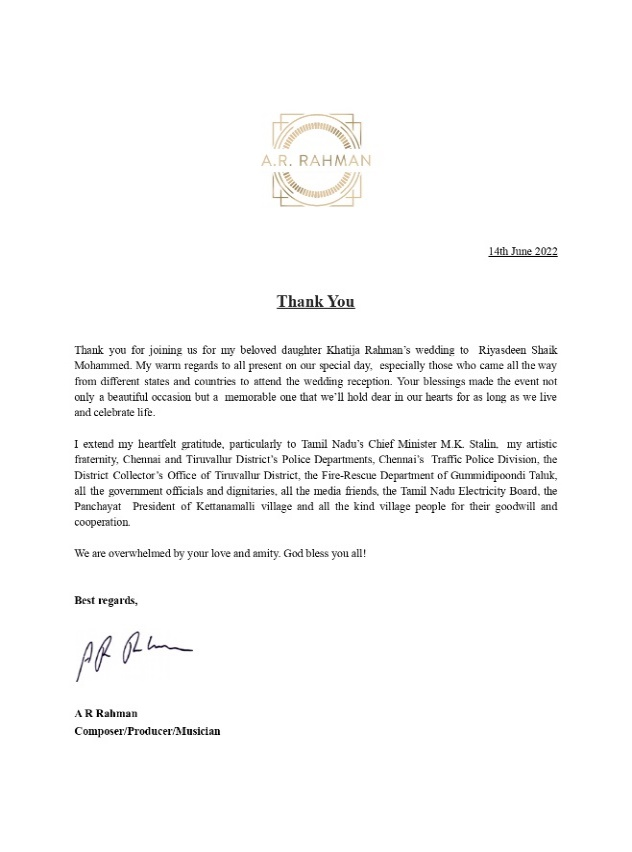 A.R. RAHMAN
14th June 2022
Thank You
Thank you for joining us for my beloved daughter Khatija Rahman's wedding to Riyasdeen Shaik
Mohammed. My warm regards to all present on our special day, especially those who came all the way
from different states and countries to attend the wedding reception. Your blessings made the event not
only a beautiful occasion but a memorable one that we'll hold dear in our hearts for as long as we live
and celebrate life.
I extend my heartfelt gratitude, particularly to Tamil Nadu's Chief Minister M.K. Stalin, my artistic
fraternity, Chennai and Tiruvallur District's Police Departments, Chennai's Traffic Police Division, the
District Collector's Office of Tiruvallur District, the Fire-Rescue Department of Gummidipoondi Taluk,
all the government officials and dignitaries, all the media friends, the Tamil Nadu Electricity Board, the
Panchayat President of Kettanamalli village and all the kind village people for their goodwill and
cooperation.
We are overwhelmed by your love and amity. God bless you all!
Best regards,
A R Rahman
A R Rahman
Composer/Producer/Musician